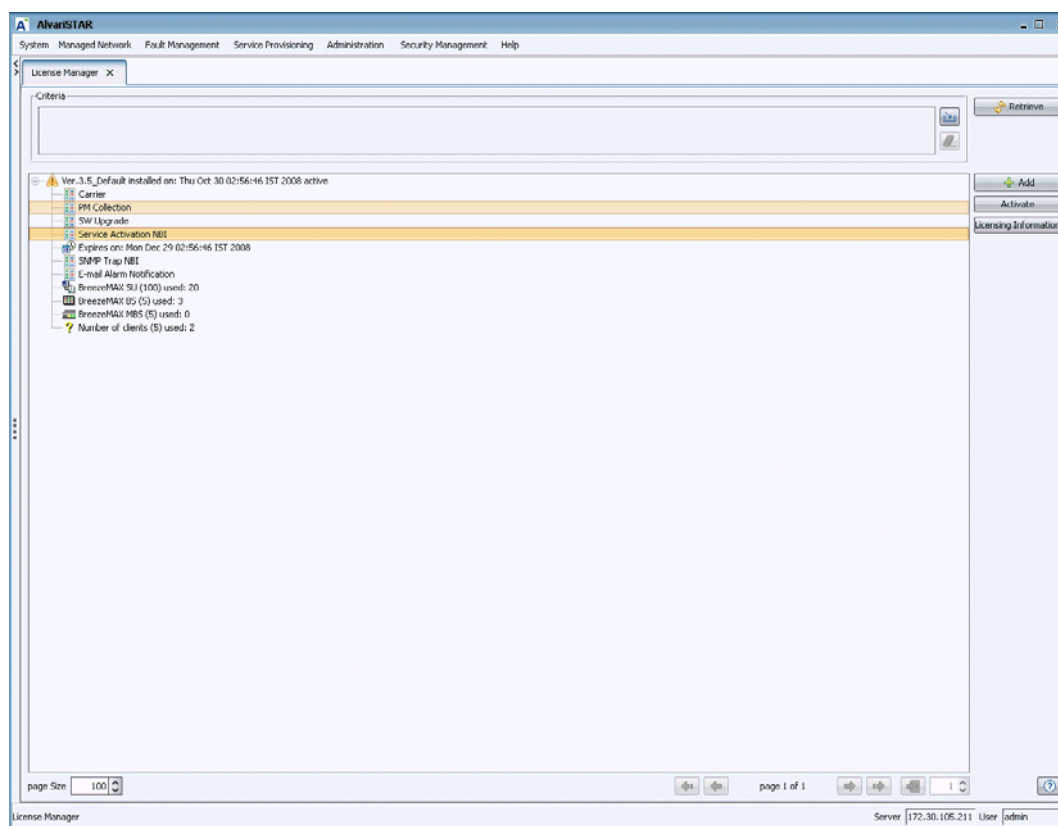 AlvariSTAR
System Managed Network Fault Management Service Provisioning Administration Security Management Help
License Manager X
Criteria
Retrieve
Ver.3.5_Default installed on: Thu Oct 30 02:56:46 IST 2008 active
Add
Carrier
PM Collection
Activate
SW Upgrade
Licensing Information
Service Activation NBI
Expires on: Mon Dec 29 02:56:46 IST 2008
SNMP Trap NBI
E-mail Alarm Notification
BreezeMAX SU (100) used: 20
BreezeMAX BS (5) used: 3
BreezeMAX MBS (5) used: 0
Number of clients (5) used: 2
page Size 100
page 1 of 1
1
License Manager
Server 172.30.105.211 User admin